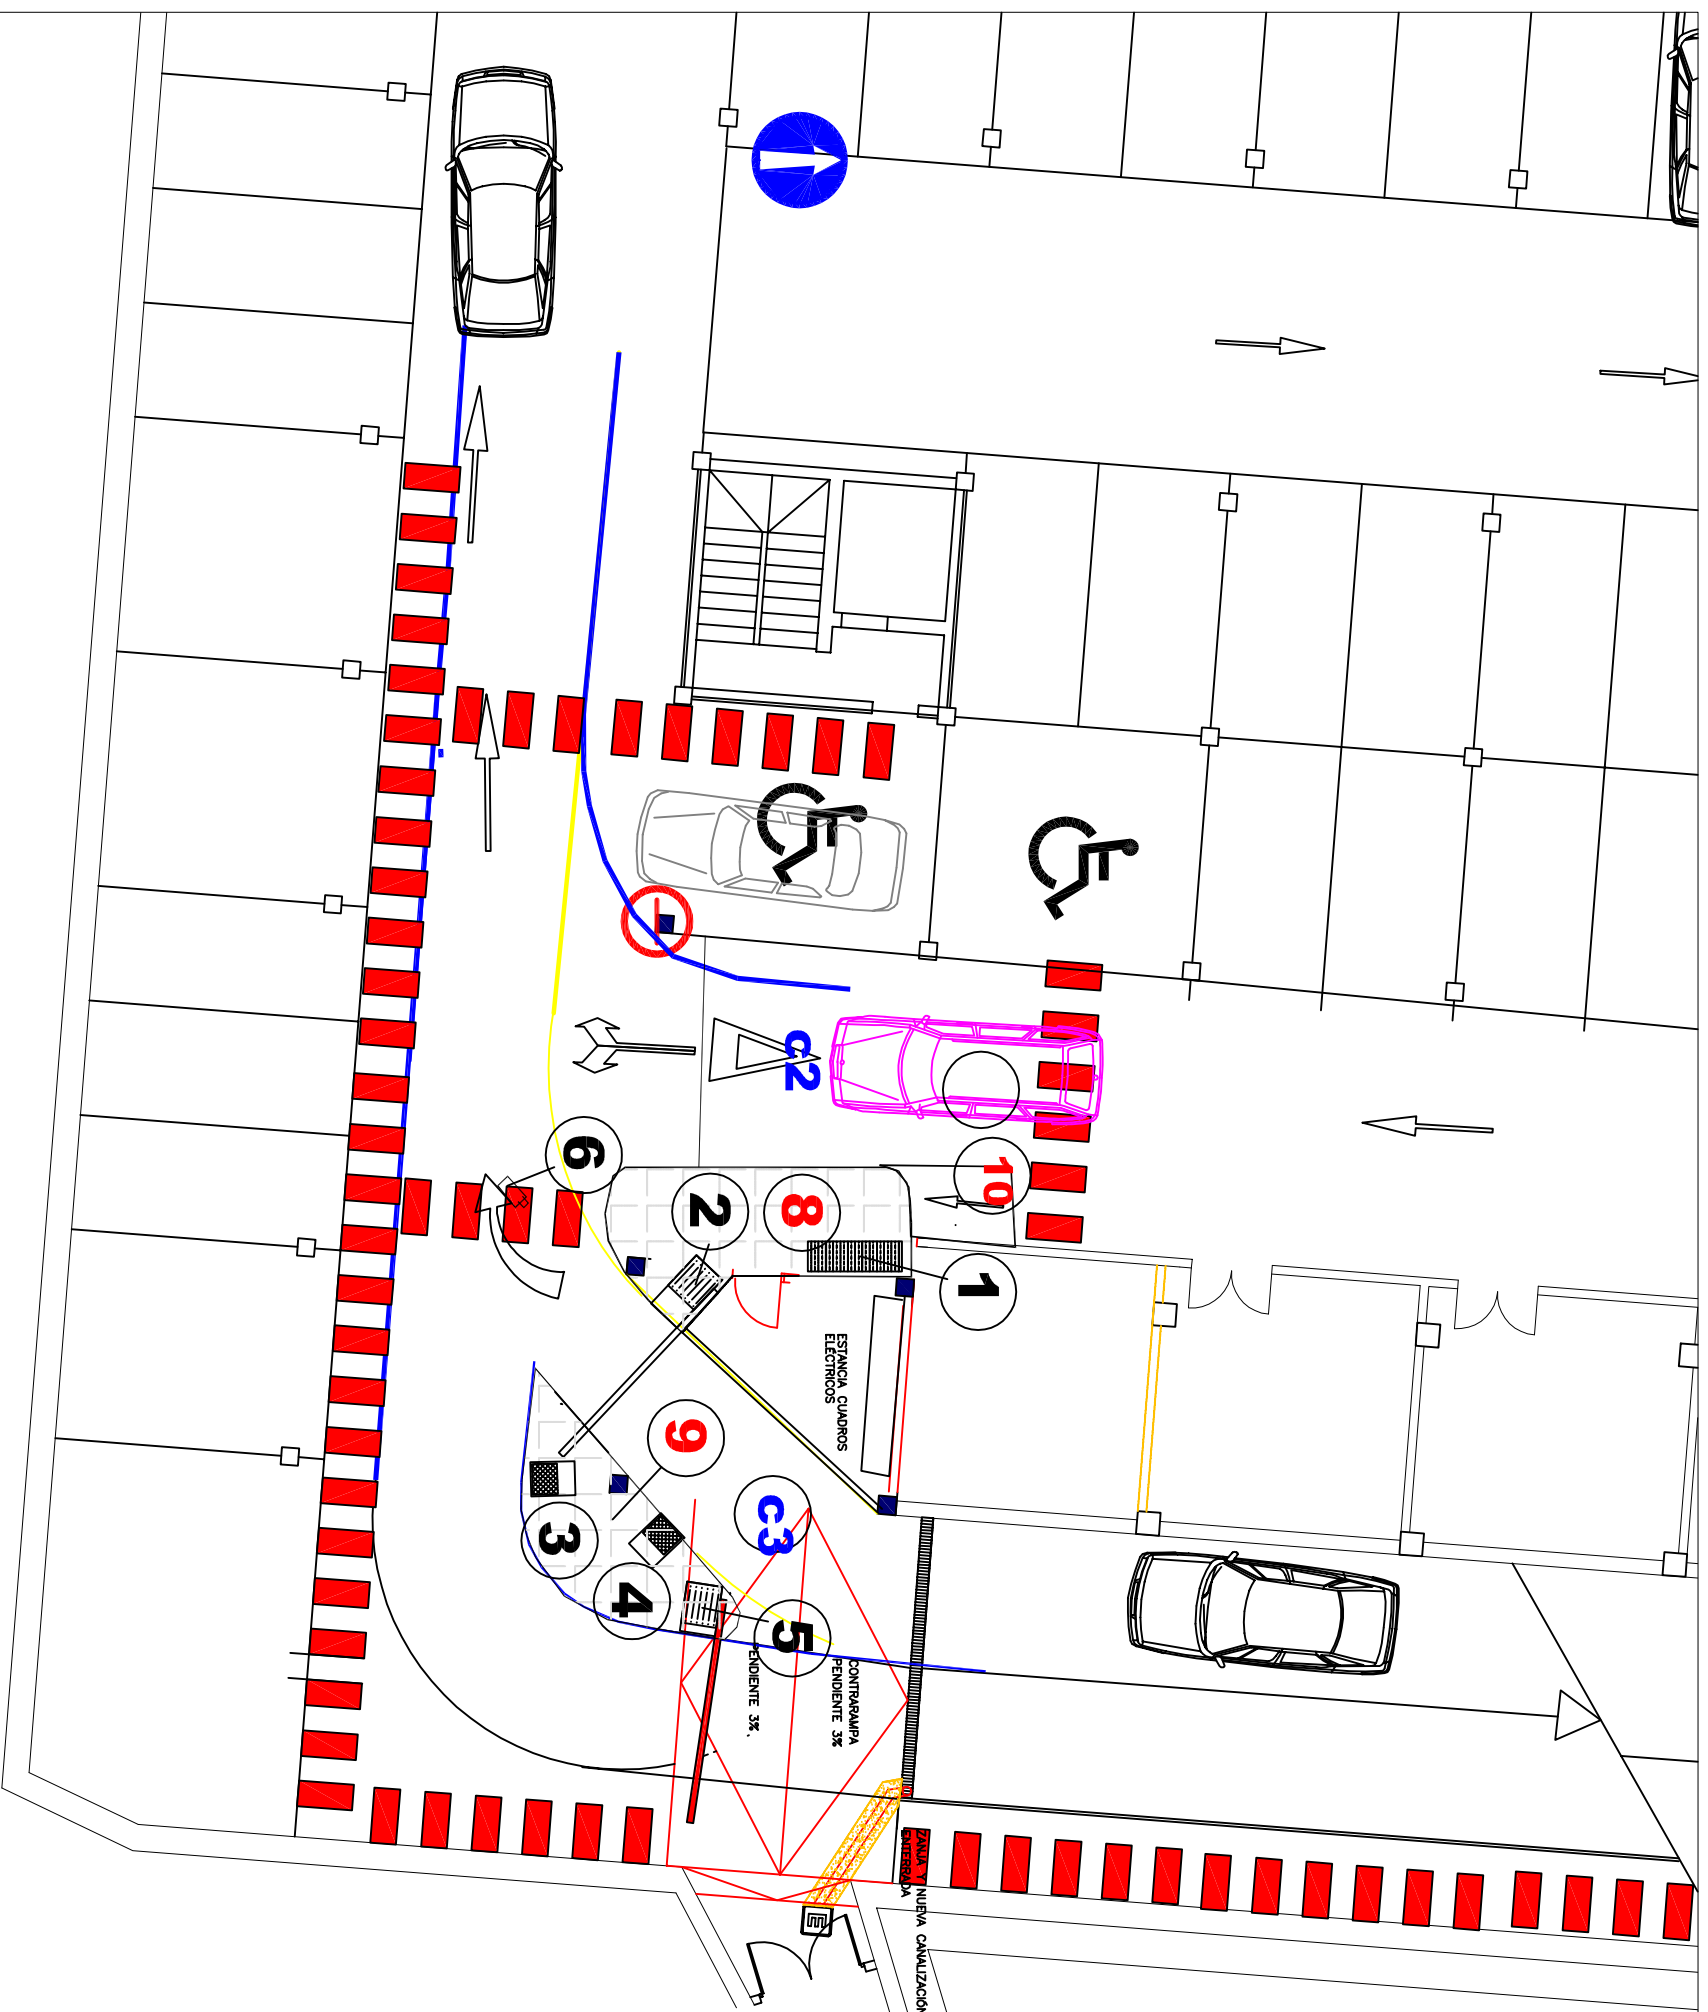 c2
6
2
8
10
1
ESTANCIA CUADROS
ELÉCTRICOS
9
c3
3
4
5
CONTRARAMPA
PENDIENTE 3%
PENDIENTE 3%.
ZANJA Y NUEVA CANALIZACIÓN
ENTERRADA
E